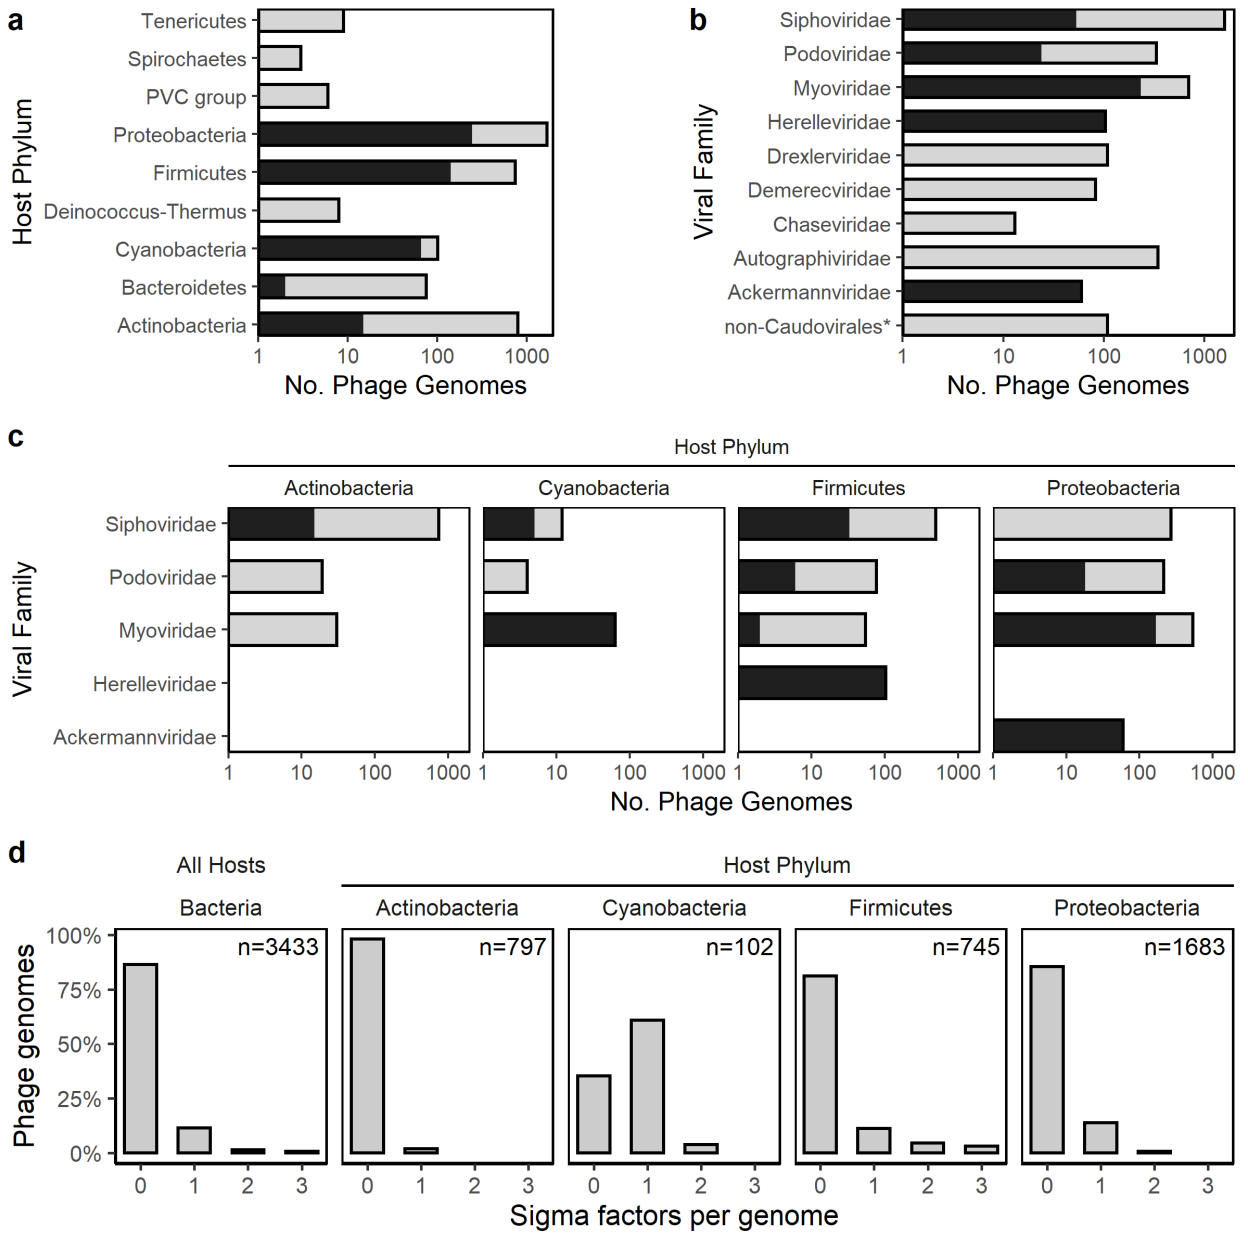 a
Host Phylum
Tenericutes
Spirochaetes
PVC group
Proteobacteria
Firmicutes
Deinococcus-Thermus
Cyanobacteria
Bacteroidetes
Actinobacteria
1 10 100 1000
No. Phage Genomes
b
Viral Family
Siphoviridae
Podoviridae
Myoviridae
Herelleviridae
Drexlerviridae
Demerecviridae
Chaseviridae
Autographiviridae
Ackermannviridae
non-Caudovirales*
1 10 100 1000
No. Phage Genomes
c
Host Phylum
Actinobacteria Cyanobacteria Firmicutes Proteobacteria
Viral Family
Siphoviridae
Podoviridae
Myoviridae
Herelleviridae
Ackermannviridae
1 10 100 1000 1 10 100 1000 1 10 100 1000 1 10 100 1000
No. Phage Genomes
d
All Hosts Host Phylum
Bacteria Actinobacteria Cyanobacteria Firmicutes Proteobacteria
Phage genomes
100%
75%
50%
25%
0%
n=3433 n=797 n=102 n=745 n=1683
0 1 2 3 0 1 2 3 0 1 2 3 0 1 2 3 0 1 2 3
Sigma factors per genome